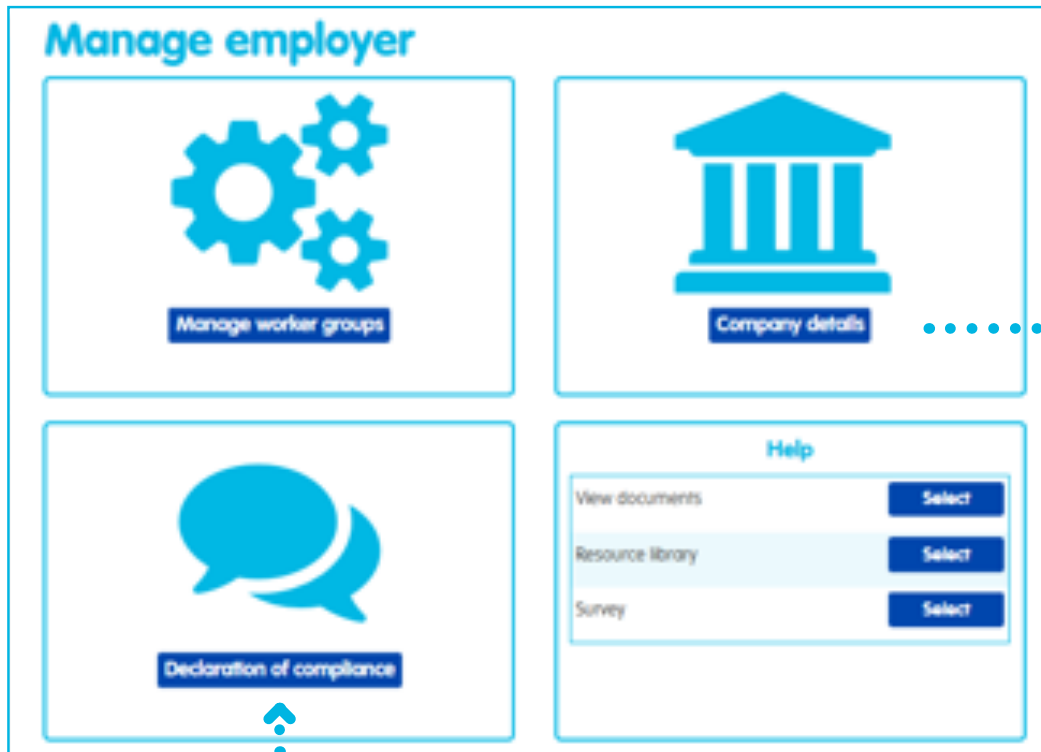 Manage employer
Manage worker groups
Company details
Declaration of compliance
Help
View documents
Select
Resource library
Select
Survey
Select